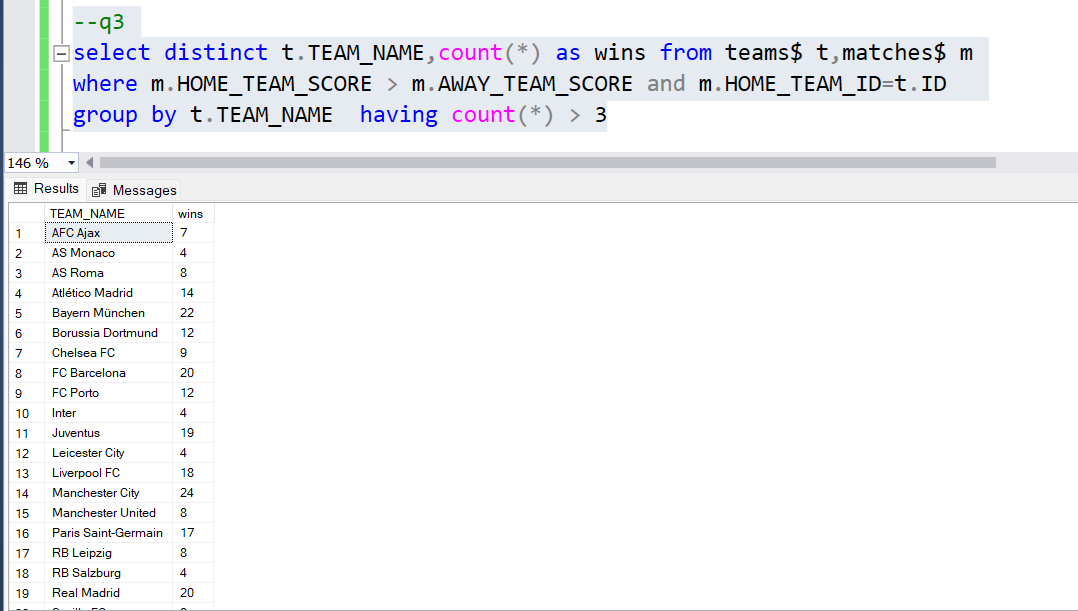 --q3
select distinct t.TEAM_NAME,count(*) as wins from teams$ t,matches$ m
where m.HOME_TEAM_SCORE > m.AWAY_TEAM_SCORE and m.HOME_TEAM_ID=t.ID
group by t.TEAM_NAME  having count(*) > 3
146 %
Results Messages
TEAM_NAME wins
1 AFC Ajax 7
2 AS Monaco 4
3 AS Roma 8
4 Atlético Madrid 14
5 Bayern München 22
6 Borussia Dortmund 12
7 Chelsea FC 9
8 FC Barcelona 20
9 FC Porto 12
10 Inter 4
11 Juventus 19
12 Leicester City 4
13 Liverpool FC 18
14 Manchester City 24
15 Manchester United 8
16 Paris Saint-Germain 17
17 RB Leipzig 8
18 RB Salzburg 4
19 Real Madrid 20